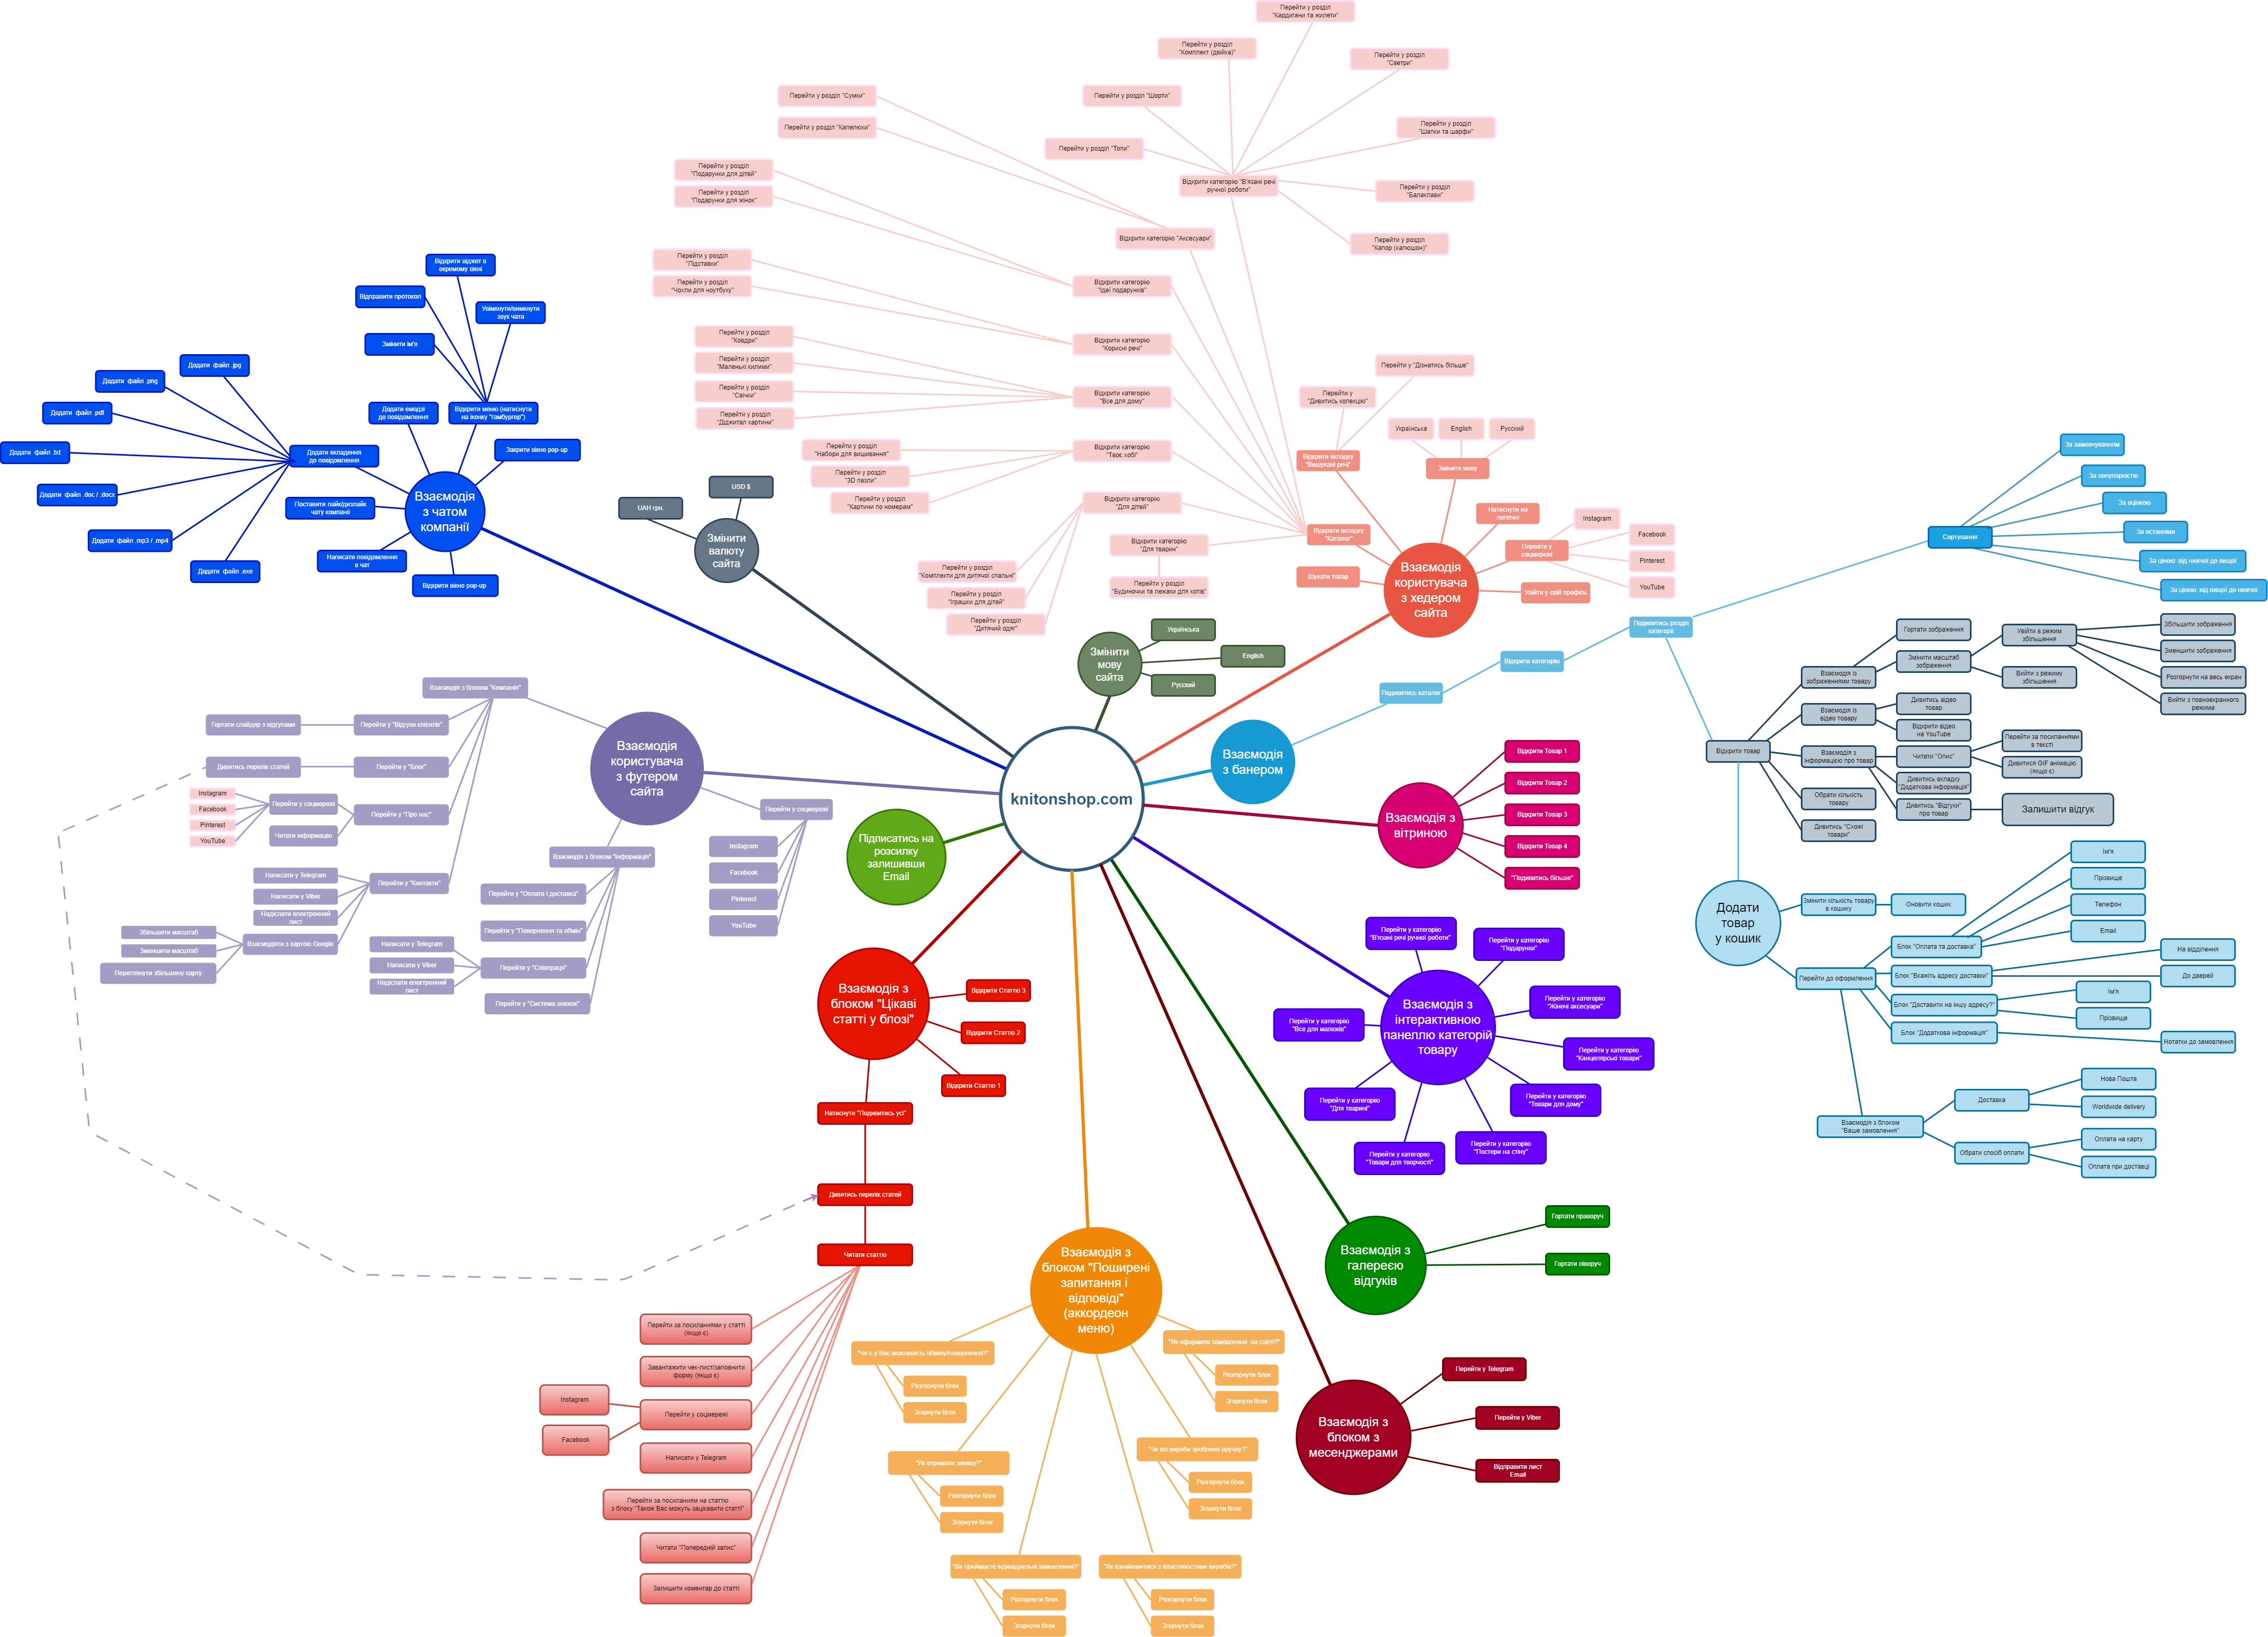 Перейти у розділ
"Кардигани та жилети"
Перейти у розділ
"Комплект (двійка)"
Перейти у розділ
"Светри"
Перейти у розділ "Шорти"
Перейти у розділ
"Шапки та шарфи"
Перейти у розділ "Топи"
Відкрити категорію "В'язані речі
ручної роботи"
Перейти у розділ
"Балаклави"
Перейти у розділ
"Капор (капюшон)"
Перейти у розділ "Сумки"
Перейти у розділ "Капелюхи"
Відкрити категорію "Аксесуари"
Перейти у розділ
"Подарунки для дітей"
Перейти у розділ
"Подарунки для жінок"
Відкрити категорію
"Ідеї подарунків"
Перейти у розділ
"Підставки"
Перейти у розділ
"Чохли для ноутбуку"
Відкрити категорію
"Корисні речі"
Перейти у розділ
"Ковдри"
Перейти у розділ
"Маленькі килими"
Перейти у розділ
"Свічки"
Перейти у розділ
"Діджитал картини"
Відкрити категорію
"Все для дому"
Перейти у розділ
"Набори для вишивання"
Перейти у розділ
"3D пазли"
Перейти у розділ
"Картини по номерам"
Відкрити категорію
"Твоє хобі"
Відкрити категорію
"Для дітей"
Перейти у розділ
"Комплекти для дитячої спальні"
Перейти у розділ
"Іграшки для дітей"
Перейти у розділ
"Дитячий одяг"
Відкрити категорію
"Для тварин"
Перейти у розділ
"Будиночки та лежаки для котів"
Перейти у "Дізнатись більше"
Перейти у
"Дивитись колекцію"
Відкрити вкладку
"Вишукані речі"
Українська
English
Русский
Змінити мову
Натиснути на
логотип
Відкрити вкладку
"Каталог"
Шукати товар
Перейти у
соцмережі
Instagram
Facebook
Pinterest
YouTube
Увійти у свій профіль
Взаємодія
користувача
з хедером
сайта
Відкрити віджет в
окремому вікні
Відправити протокол
Увімкнути/вимкнути
звук чата
Змінити ім'я
Додати емодзі
до повідомлення
Відкрити меню (натиснути
на іконку "гамбургер")
Закрити вікно pop-up
Додати файл .jpg
Додати файл .png
Додати файл .pdf
Додати файл .txt
Додати файл .doc / .docx
Додати файл .mp3 / .mp4
Додати файл .exe
Додати вкладення
до повідомлення
Поставити лайк/дизлайк
чату компанії
Написати повідомлення
в чат
Відкрити вікно pop-up
Взаємодія
з чатом
компанії
USD $
UAH грн.
Змінити
валюту
сайта
Змінити
мову
сайта
Українська
English
Русский
knitonshop.com
Взаємодія
з банером
Подивитись каталог
Відкрити категорію
Подивитись розділ
категорії
Сортування
За замовчуванням
За популярністю
За оцінкою
За останніми
За ціною: від нижчої до вищої
За ціною: від вищої до нижчої
Відкрити товар
Взаємодія із
зображеннями товару
Гортати зображення
Змінити масштаб
зображення
Увійти в режим
збільшення
Вийти з режиму
збільшення
Збільшити зображення
Зменшити зображення
Розгорнути на весь екран
Вийти з повноекранного
режима
Взаємодія із
відео товару
Дивитись відео
товар
Відкрити відео
на YouTube
Взаємодія з
інформацією про товар
Читати "Опис"
Перейти за посиланнями
в тексті
Дивитися GIF анімацію
(якщо є)
Дивитись вкладку
"Додаткова інформація"
Дивитись "Відгуки"
про товар
Залишити відгук
Обрати кількість
товару
Дивитись "Схожі
товари"
Додати
товар
у кошик
Змінити кількість товару
в кошику
Оновити кошик
Перейти до оформлення
Блок "Оплата та доставка"
Ім'я
Прізвище
Телефон
Email
Блок "Вкажіть адресу доставки"
На відділення
До дверей
Блок "Доставити на іншу адресу?"
Ім'я
Прізвище
Блок "Додаткова інформація"
Нотатки до замовлення
Взаємодія з блоком
"Ваше замовлення"
Доставка
Нова Пошта
Worldwide delivery
Обрати спосіб оплати
Оплата на карту
Оплата при доставці
Взаємодія з
вітриною
Відкрити Товар 1
Відкрити Товар 2
Відкрити Товар 3
Відкрити Товар 4
"Подивитись більше"
Взаємодія з
інтерактивною
панеллю категорій
товару
Перейти у категорію
"В'язані речі ручної роботи"
Перейти у категорію
"Подарунки"
Перейти у категорію
"Жіночі аксесуари"
Перейти у категорію
"Канцелярські товари"
Перейти у категорію
"Товари для дому"
Перейти у категорію
"Постери на стіну"
Перейти у категорію
"Товари для творчості"
Перейти у категорію
"Для тварині"
Перейти у категорію
"Все для малюків"
Взаємодія з
галереєю
відгуків
Гортати праворуч
Гортати ліворуч
Взаємодія з
блоком з
месенджерами
Перейти у Telegram
Перейти у Viber
Відправити лист
Email
Взаємодія з
блоком "Поширені
запитання і
відповіді"
(аккордеон
меню)
"Чи є у Вас можливість обміну/повернення?"
Розгорнути блок
Згорнути блок
"Як отримати знижку?"
Розгорнути блок
Згорнути блок
"Ви приймаєте індивідуальні замовлення?"
Розгорнути блок
Згорнути блок
"Як ознайомитися з властивостями виробів?"
Розгорнути блок
Згорнути блок
"Чи всі вироби зроблене вручну?"
Розгорнути блок
Згорнути блок
"Як оформити замовлення на сайті?"
Розгорнути блок
Згорнути блок
Взаємодія з
блоком "Цікаві
статті у блозі"
Відкрити Статтю 3
Відкрити Статтю 2
Відкрити Статтю 1
Натиснути "Подивитись усі"
Дивитись перелік статей
Читати статтю
Перейти за посиланнями у статті
(якщо є)
Завантажити чек-лист/заповнити
форму (якщо є)
Перейти у соцмережі
Instagram
Facebook
Написати у Telegram
Перейти за посиланням на статтю
з блоку "Також Вас можуть зацікавити статті"
Читати "Попередній запис"
Залишити коментар до статті
Підписатись на
розсилку
залишивши
Email
Взаємодія
користувача
з футером
сайта
Взаємодія з блоком "Компанія"
Перейти у "Відгуки клієнтів"
Гортати слайдер з відгуками
Перейти у "Блог"
Дивитись перелік статей
Перейти у "Про нас"
Перейти у соцмережі
Instagram
Facebook
Pinterest
YouTube
Читати інформацію
Перейти у "Контакти"
Написати у Telegram
Написати у Viber
Надіслати електронний
лист
Взаємодіяти з картою Google
Збільшити масштаб
Зменшити масштаб
Переглянути збільшену карту
Взаємодія з блоком "Інформація"
Перейти у "Оплата і доставка"
Перейти у "Повернення та обмін"
Перейти у "Співпраця"
Написати у Telegram
Написати у Viber
Надіслати електронний
лист
Перейти у "Система знижок"
Перейти у соцмережі
Instagram
Facebook
Pinterest
YouTube